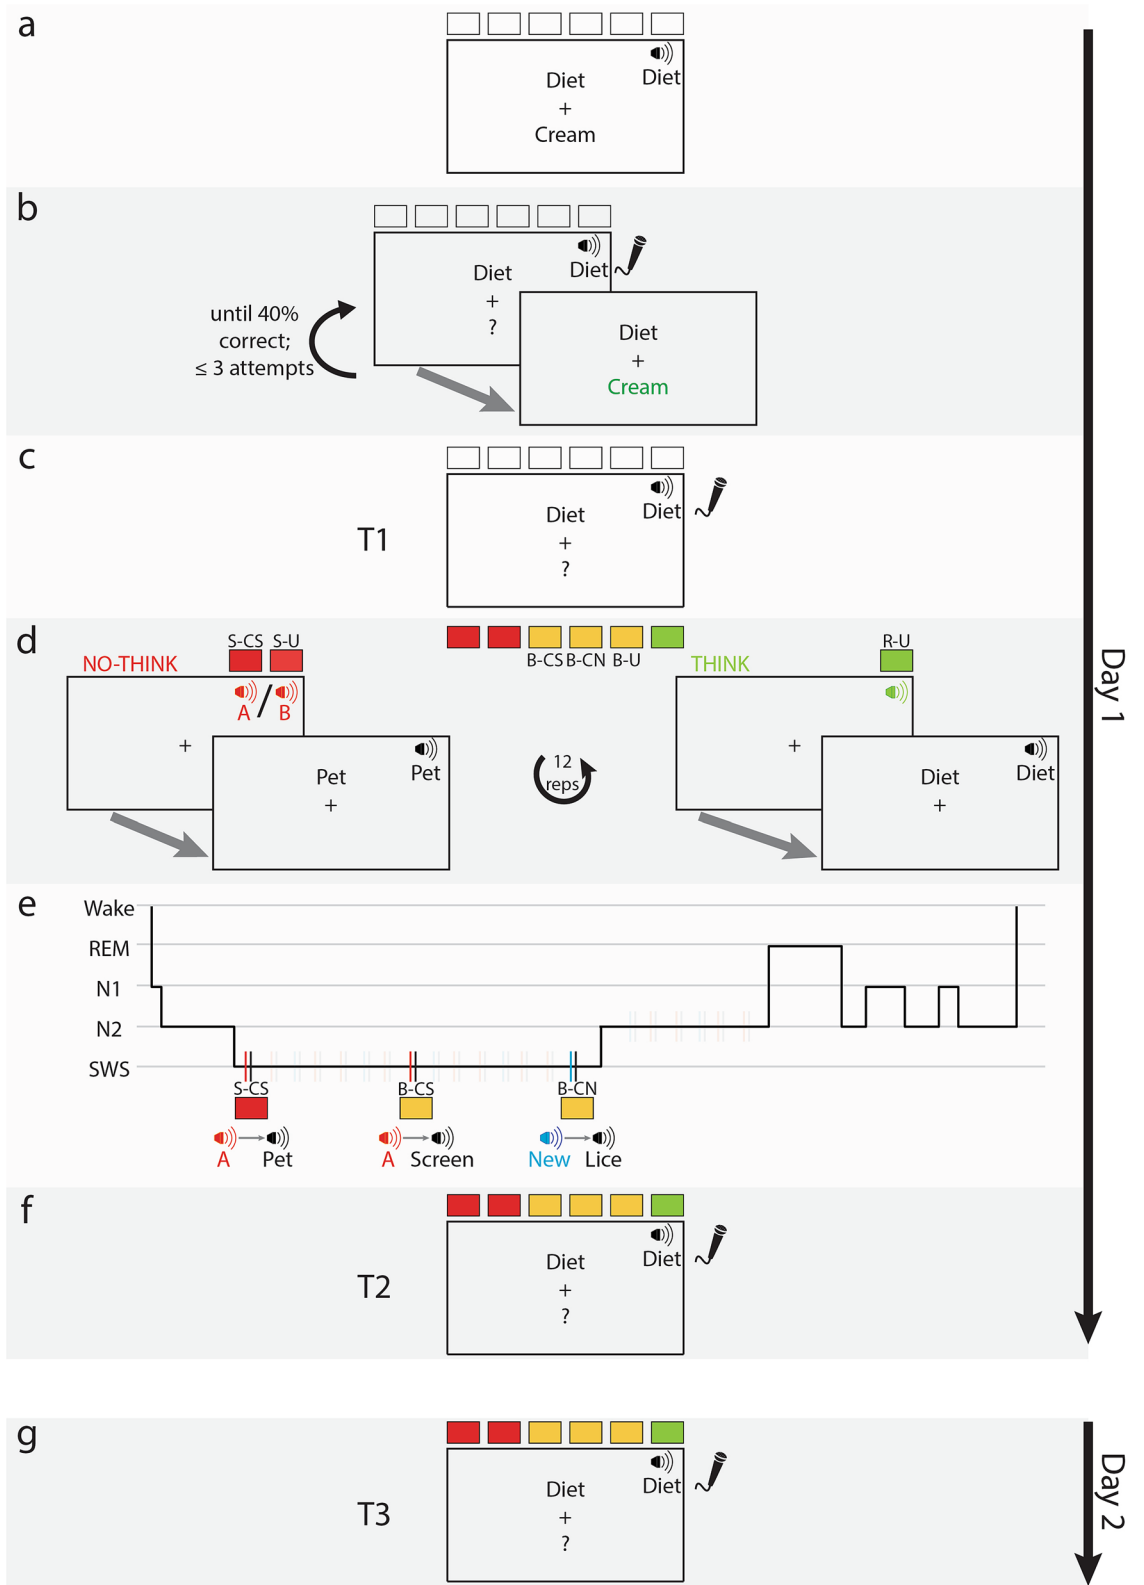 a
Diet
Diet
+
Cream
b
Diet
Diet
+
?
until 40%
correct;
≤ 3 attempts
Diet
+
Cream
c
T1
Diet
Diet
+
?
d
NO-THINK
S-CS S-U
A / B
+
Pet
Pet
+
B-CS B-CN B-U
12
reps
THINK
R-U
+
Diet
Diet
+
Day 1
e
Wake
REM
N1
N2
SWS
S-CS
B-CS
B-CN
A Pet
A Screen
New Lice
f
T2
Diet
Diet
+
?
g
T3
Diet
Diet
+
?
Day 2